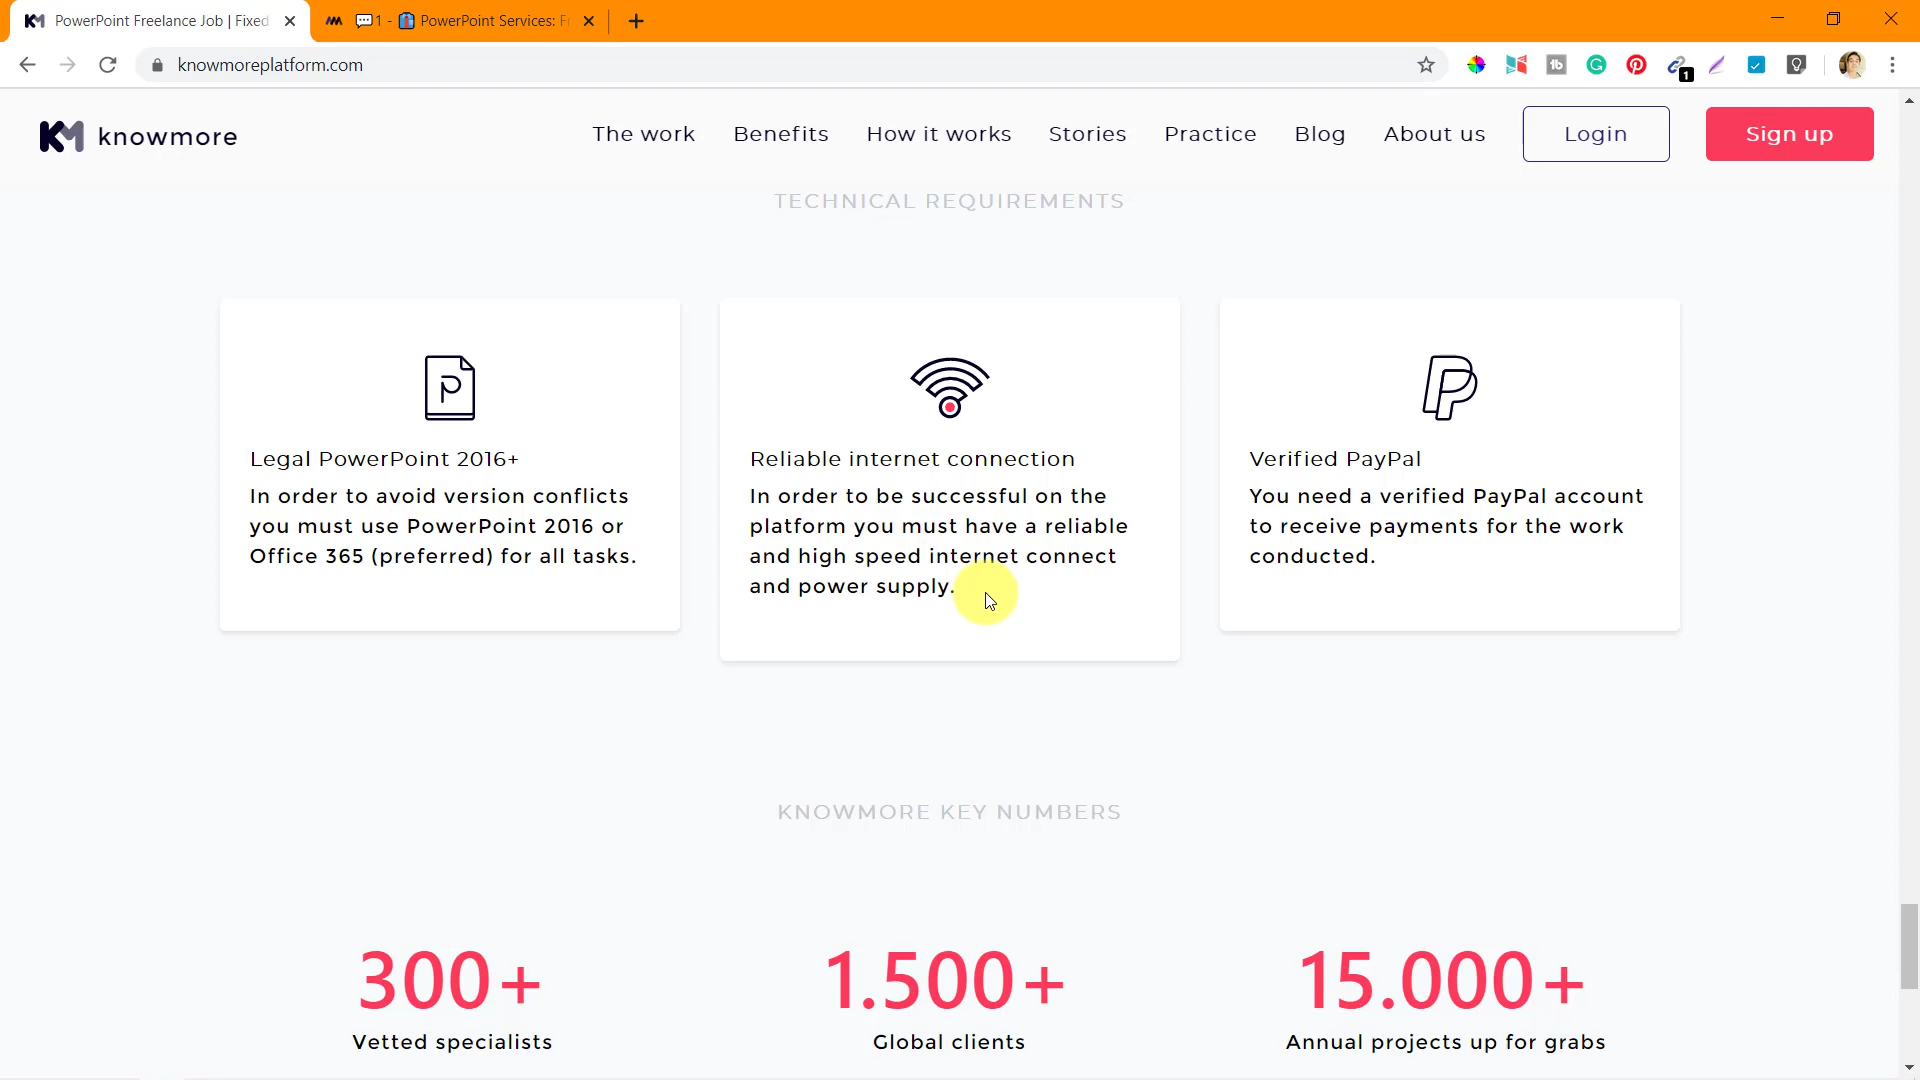 PowerPoint Freelance Job | Fixed
1 - PowerPoint Services: F
knowmoreplatform.com
1
KM knowmore
The work
Benefits
How it works
Stories
Practice
Blog
About us
Login
Sign up
TECHNICAL REQUIREMENTS
Legal PowerPoint 2016+
In order to avoid version conflicts
you must use PowerPoint 2016 or
Office 365 (preferred) for all tasks.
Reliable internet connection
In order to be successful on the
platform you must have a reliable
and high speed internet connect
and power supply.
Verified PayPal
You need a verified PayPal account
to receive payments for the work
conducted.
KNOWMORE KEY NUMBERS
300+
Vetted specialists
1.500+
Global clients
15.000+
Annual projects up for grabs